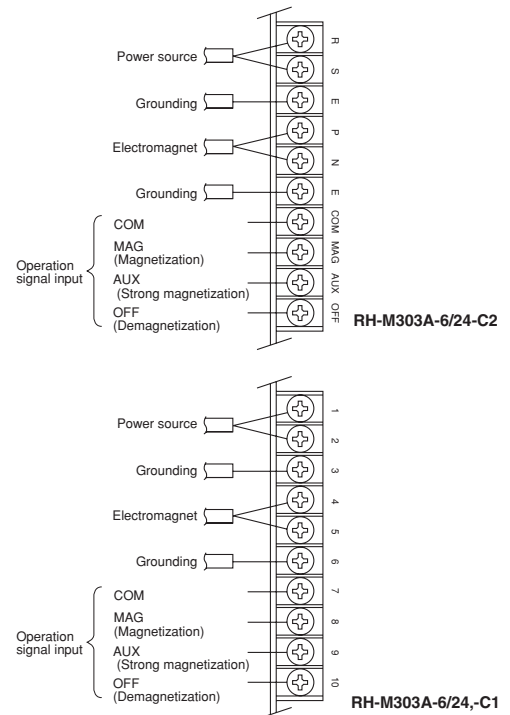 Power source
R
S
Grounding
E
Electromagnet
P
N
Grounding
E
Operation
signal input
COM
COM
MAG
(Magnetization)
MAG
AUX
(Strong magnetization)
AUX
OFF
(Demagnetization)
OFF
RH-M303A-6/24-C2
Power source
1
2
Grounding
3
Electromagnet
4
5
Grounding
6
Operation
signal input
COM
7
MAG
(Magnetization)
8
AUX
(Strong magnetization)
9
OFF
(Demagnetization)
10
RH-M303A-6/24,-C1